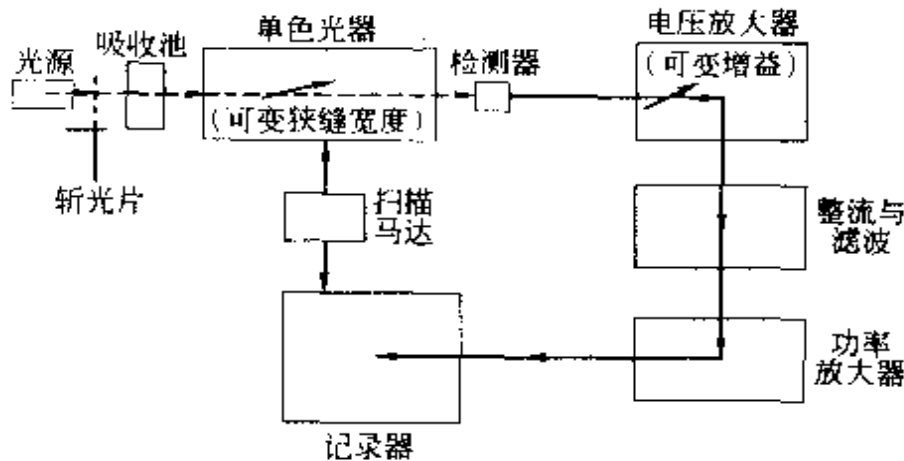 光源
吸收池
单色光器
(可变狭缝宽度)
检测器
电压放大器
(可变增益)
斩光片
扫描
马达
整流与
滤波
功率
放大器
记录器